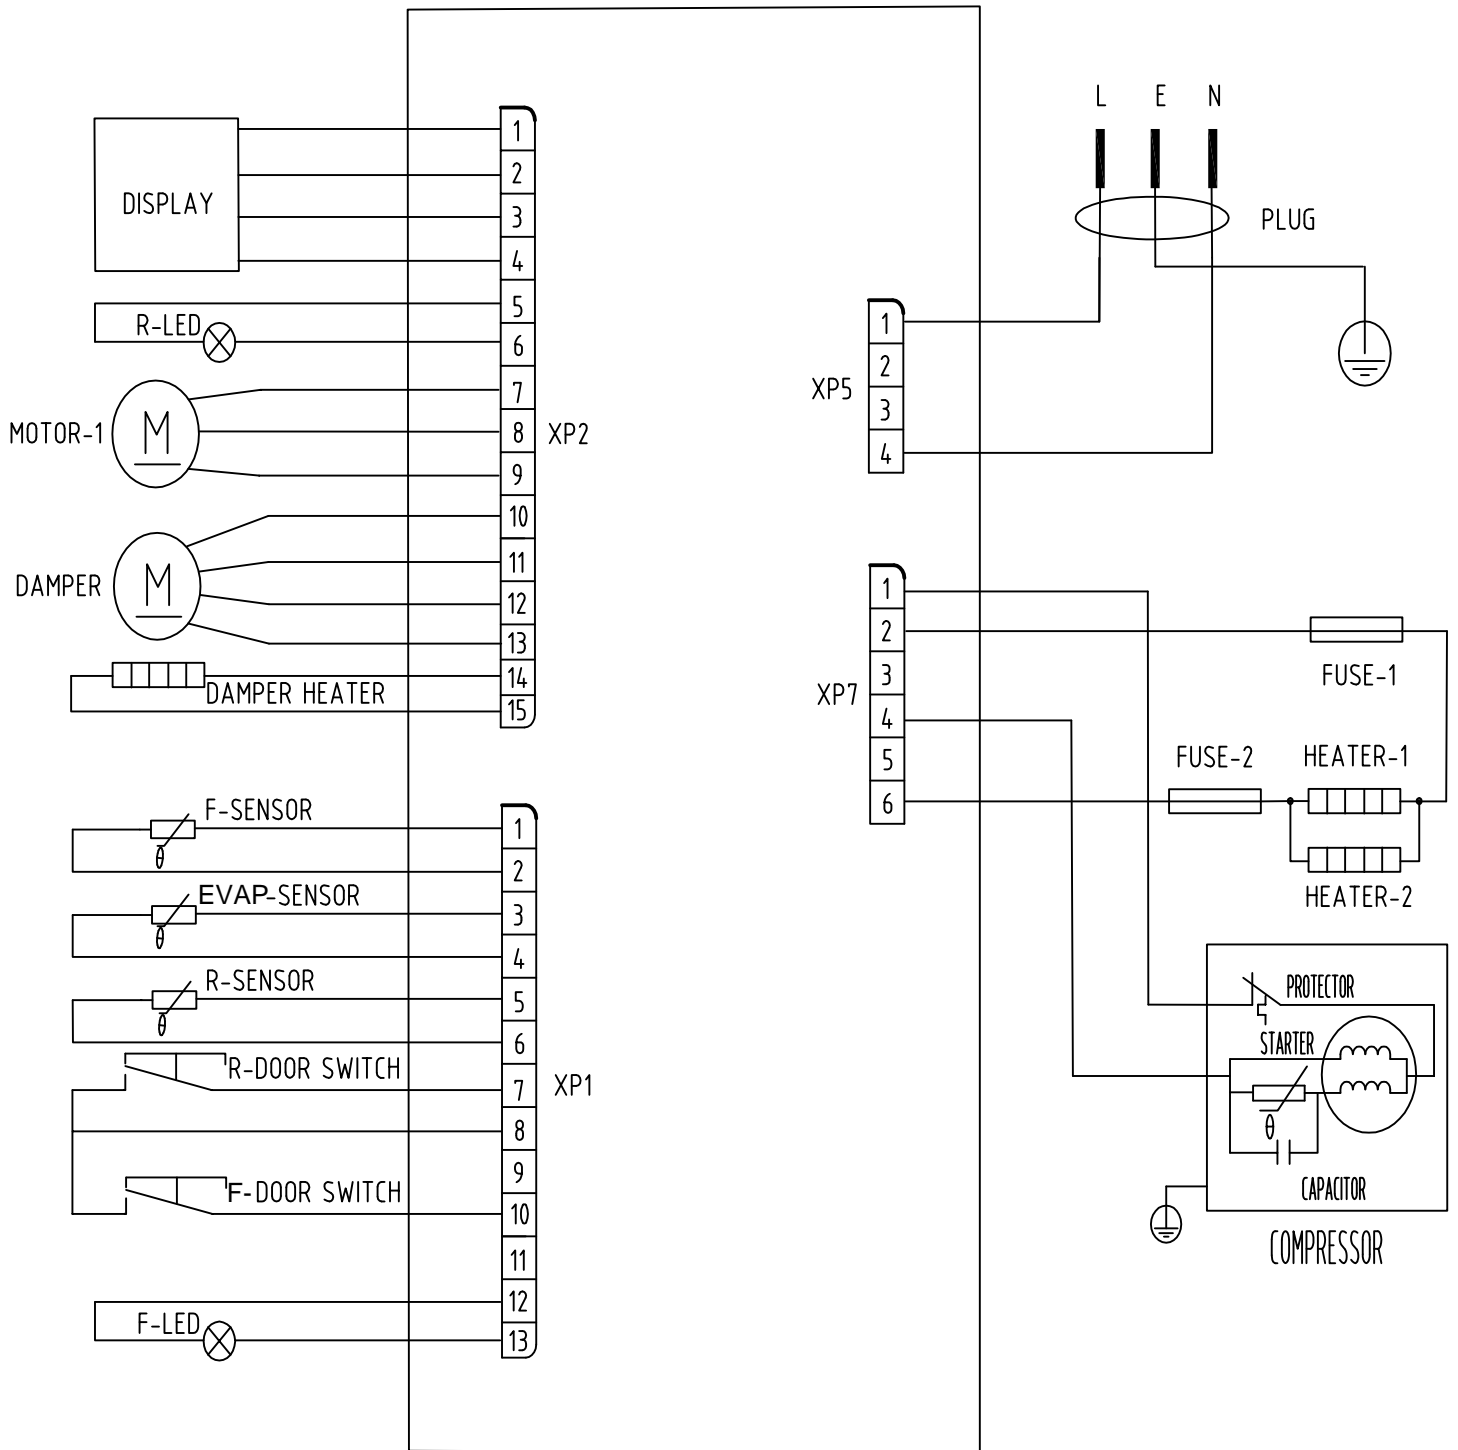 L E N
PLUG
DISPLAY
1
2
3
4
R-LED
5
6
MOTOR-1
M
7
8
9
XP2
DAMPER
M
10
11
12
13
14
DAMPER HEATER
15
XP5
1
2
3
4
XP7
1
2
3
4
5
6
FUSE-1
FUSE-2
HEATER-1
HEATER-2
F-SENSOR
θ
1
2
EVAP-SENSOR
θ
3
4
R-SENSOR
θ
5
6
R-DOOR SWITCH
7
XP1
8
9
F-DOOR SWITCH
10
11
12
F-LED
13
PROTECTOR
STARTER
θ
CAPACITOR
COMPRESSOR